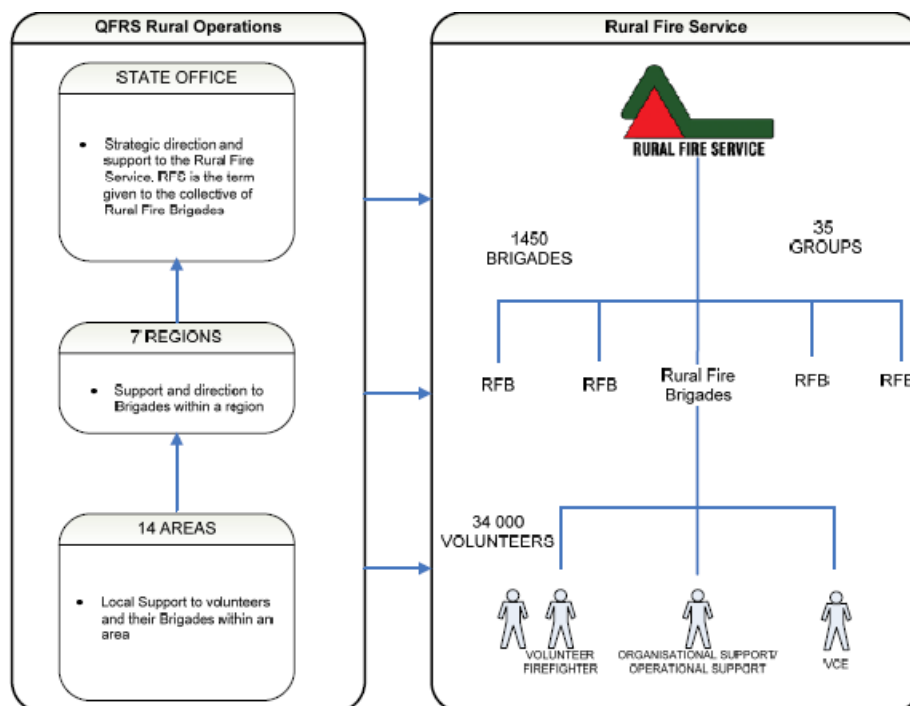 QFRS Rural Operations
STATE OFFICE
• Strategic direction and
support to the Rural Fire
Service, RFS is the term
given to the collective of
Rural Fire Brigades
7 REGIONS
• Support and direction to
Brigades within a region
14 AREAS
• Local Support to volunteers
and their Brigades within an
area
Rural Fire Service
RURAL FIRE SERVICE
1450
BRIGADES
35
GROUPS
RFB
RFB
Rural Fire
Brigades
RFB
RFB
34 000
VOLUNTEERS
VOLUNTEER
FIREFIGHTER
ORGANISATIONAL SUPPORT/
OPERATIONAL SUPPORT
VCE